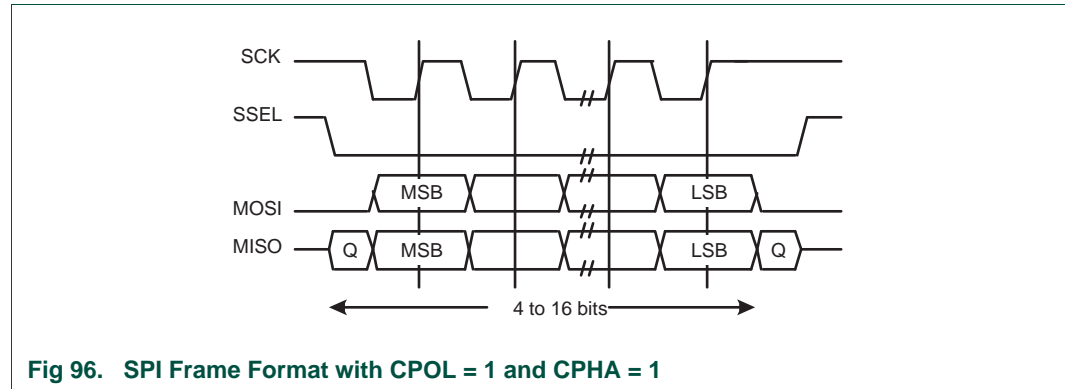 SCK
SSEL
MOSI MSB LSB
MISO Q MSB LSB Q
4 to 16 bits
Fig 96. SPI Frame Format with CPOL = 1 and CPHA = 1